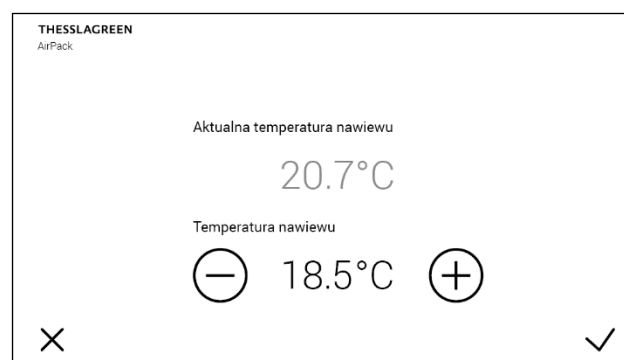 THESSLAGREEN
AirPack
Aktualna temperatura nawiewu
20.7°C
Temperatura nawiewu
18.5°C